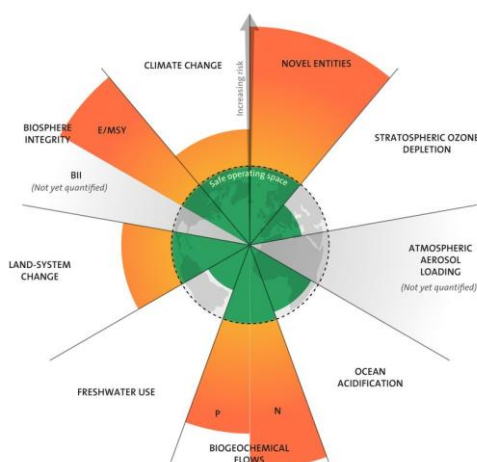 CLIMATE CHANGE
NOVEL ENTITIES
Increasing risk
STRATOSPHERIC OZONE
DEPLETION
BIOSPHERE
INTEGRITY
E/MSY
BII
(Not yet quantified)
Safe operating space
ATMOSPHERIC
AEROSOL
LOADING
(Not yet quantified)
LAND-SYSTEM
CHANGE
OCEAN
ACIDIFICATION
FRESHWATER USE
P
N
BIOGEOCHEMICAL
FLOWS